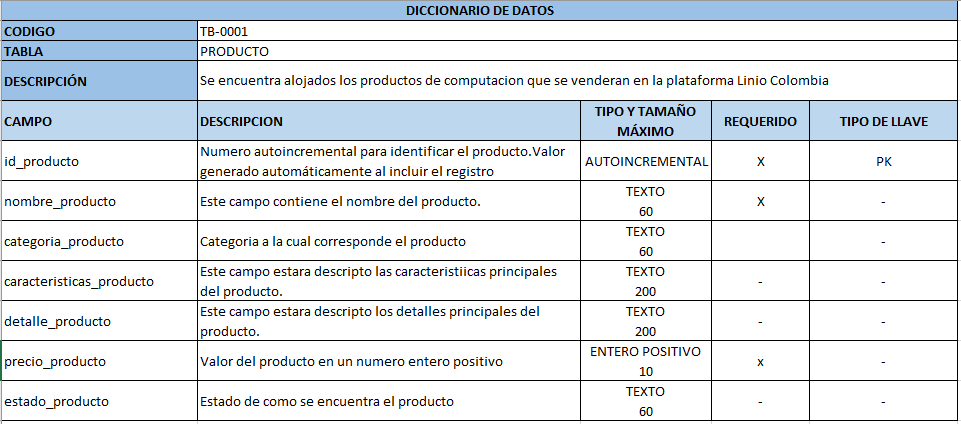 DICCIONARIO DE DATOS
CODIGO TB-0001
TABLA PRODUCTO
DESCRIPCIÓN Se encuentra alojados los productos de computacion que se venderan en la plataforma Linio Colombia
CAMPO DESCRIPCION TIPO Y TAMAÑO MÁXIMO REQUERIDO TIPO DE LLAVE
id_producto Numero autoincremental para identificar el producto.Valor generado automáticamente al incluir el registro AUTOINCREMENTAL X PK
nombre_producto Este campo contiene el nombre del producto. TEXTO 60 X -
categoria_producto Categoria a la cual corresponde el producto TEXTO 60 -
caracteristicas_producto Este campo estara descripto las caracteristiicas principales del producto. TEXTO 200 - -
detalle_producto Este campo estara descripto los detalles principales del producto. TEXTO 200 - -
precio_producto Valor del producto en un numero entero positivo ENTERO POSITIVO 10 x -
estado_producto Estado de como se encuentra el producto TEXTO 60 - -